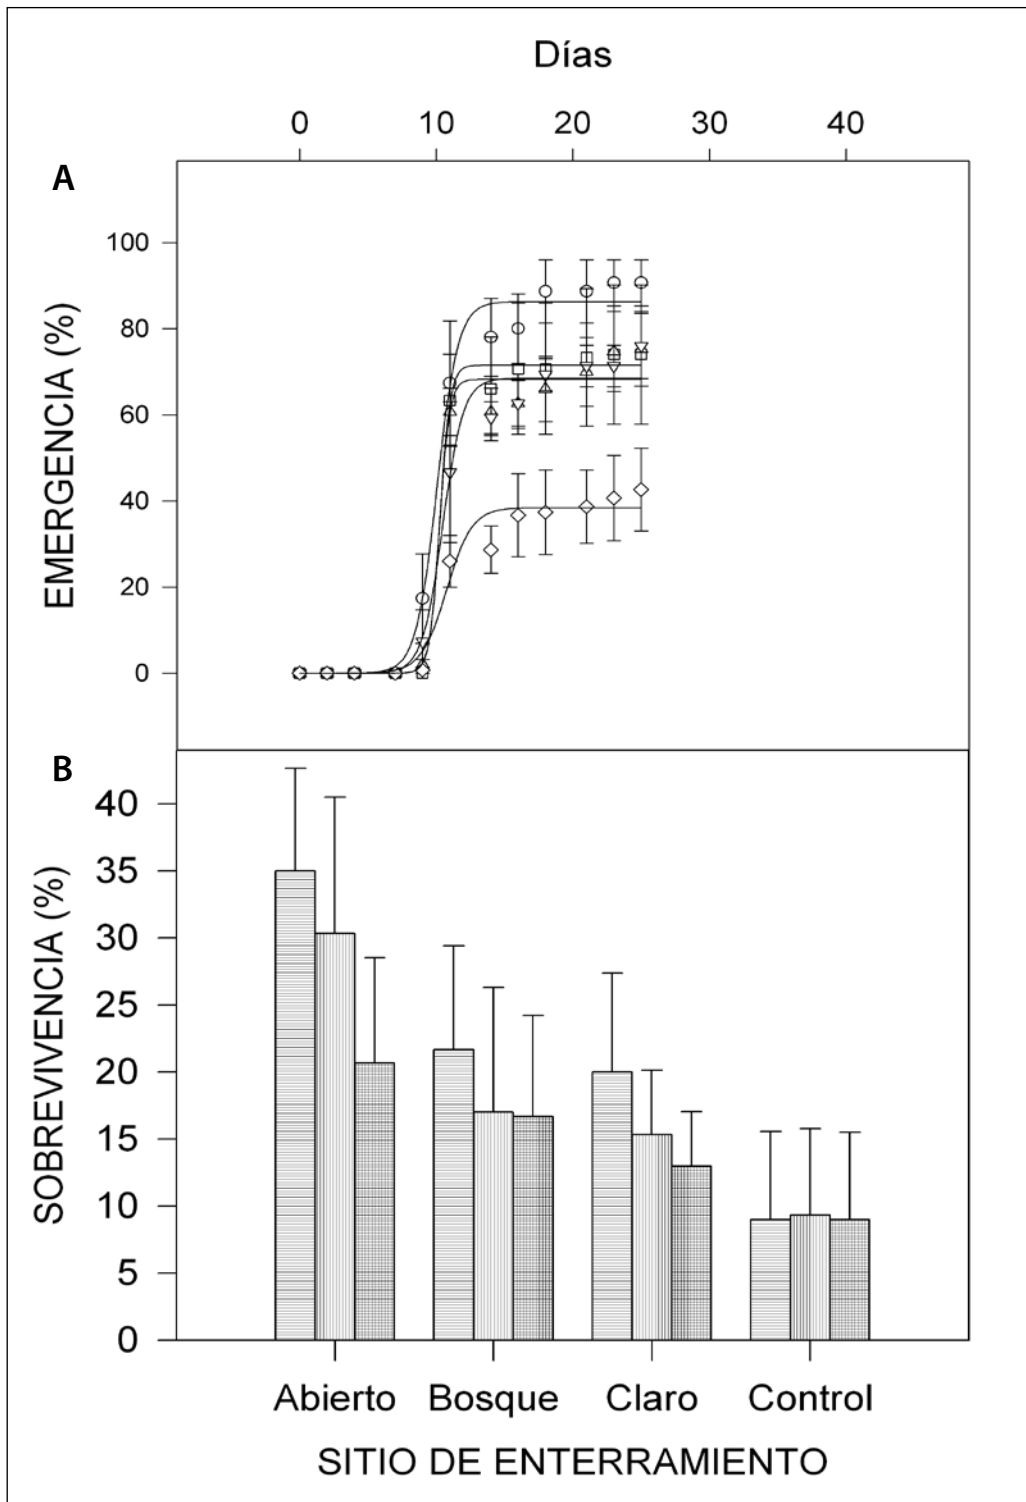 Días
0 10 20 30 40
A
EMERGENCIA (%)
100
80
60
40
20
0
B
SOBREVIVENCIA (%)
40
35
30
25
20
15
10
5
0
Abierto Bosque Claro Control
SITIO DE ENTERRAMIENTO